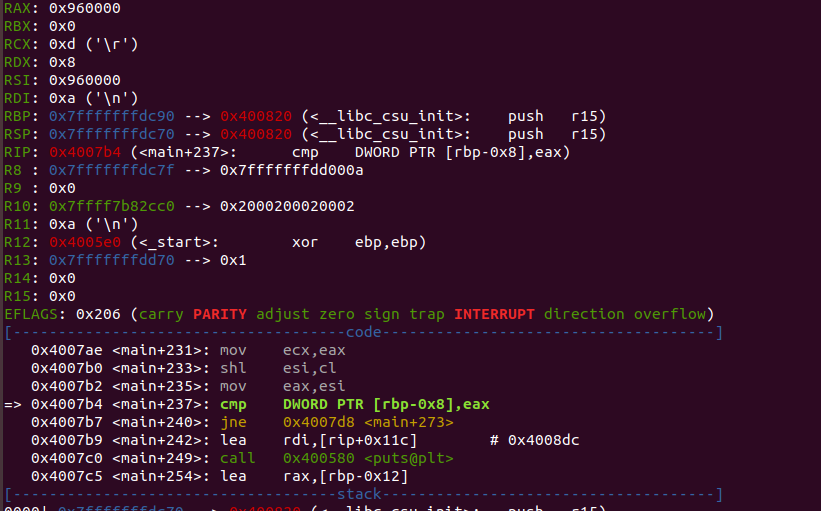 RAX: 0x960000
RBX: 0x0
RCX: 0xd ('\r')
RDX: 0x8
RSI: 0x960000
RDI: 0xa ('\n')
RBP: 0x7fffffffdc90 --> 0x400820 (<__libc_csu_init>:    push   r15)
RSP: 0x7fffffffdc70 --> 0x400820 (<__libc_csu_init>:    push   r15)
RIP: 0x4007b4 (<main+237>:        cmp    DWORD PTR [rbp-0x8],eax)
R8 : 0x7fffffffdc7f --> 0x7fffffffdd000a
R9 : 0x0
R10: 0x7ffff7b82cc0 --> 0x2000200020002
R11: 0xa ('\n')
R12: 0x4005e0 (<_start>:        xor    ebp,ebp)
R13: 0x7fffffffdd70 --> 0x1
R14: 0x0
R15: 0x0
EFLAGS: 0x206 (carry PARITY adjust zero sign trap INTERRUPT direction overflow)
[-------------------------------------code-------------------------------------]
   0x4007ae <main+231>: mov    ecx,eax
   0x4007b0 <main+233>: shl    esi,cl
   0x4007b2 <main+235>: mov    eax,esi
=> 0x4007b4 <main+237>: cmp    DWORD PTR [rbp-0x8],eax
   0x4007b7 <main+240>: jne    0x4007d8 <main+273>
   0x4007b9 <main+242>: lea    rdi,[rip+0x11c]        # 0x4008dc
   0x4007c0 <main+249>: call   0x400580 <puts@plt>
   0x4007c5 <main+254>: lea    rax,[rbp-0x12]
[------------------------------------stack-------------------------------------]
0000| 0x7fffffffdc70 --> 0x400820 (<__libc_csu_init>:    push   r15)